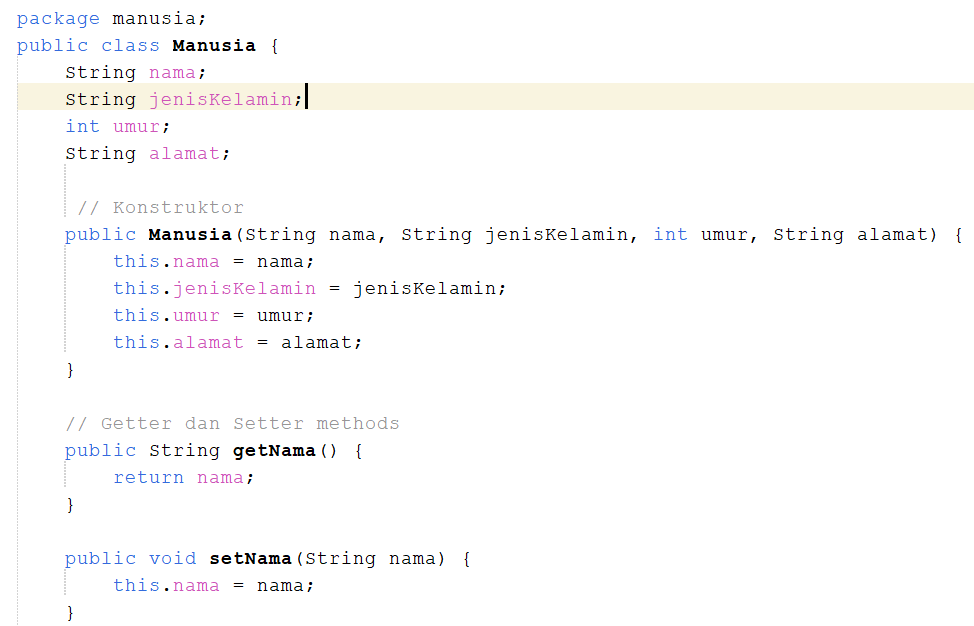 package manusia;
public class Manusia {
    String nama;
    String jenisKelamin;
    int umur;
    String alamat;

     // Konstruktor
    public Manusia(String nama, String jenisKelamin, int umur, String alamat) {
        this.nama = nama;
        this.jenisKelamin = jenisKelamin;
        this.umur = umur;
        this.alamat = alamat;
    }

    // Getter dan Setter methods
    public String getNama() {
        return nama;
    }

    public void setNama(String nama) {
        this.nama = nama;
    }